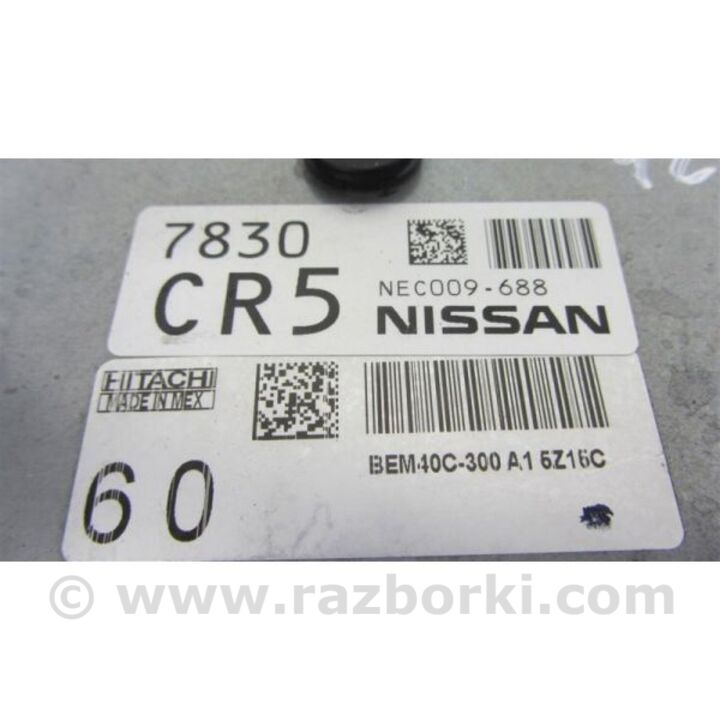 7830
CR5
NEC009-688
NISSAN
HITACHI
MADE IN MEX
60
BEM40C-300 A1 5Z15C
© www.razborki.com